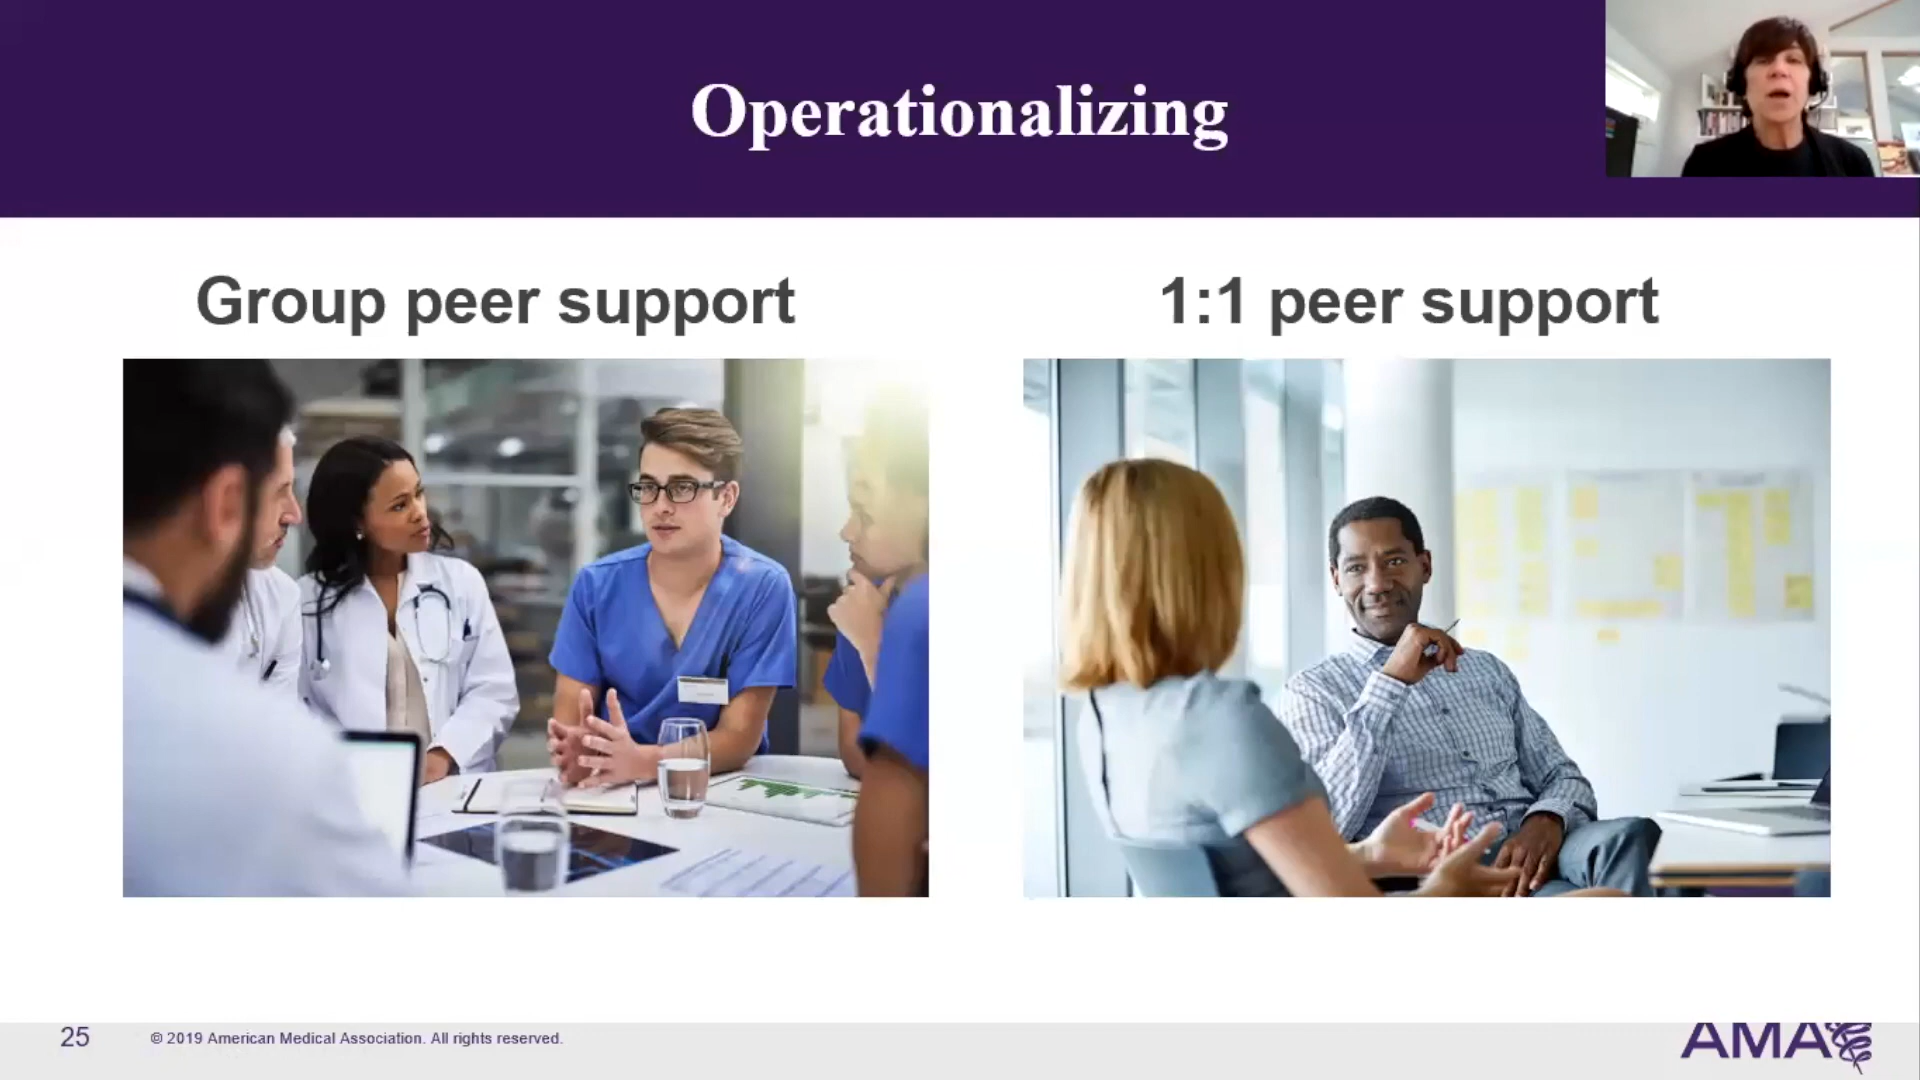 Operationalizing
Group peer support
1:1 peer support
25
© 2019 American Medical Association. All rights reserved.
AMA